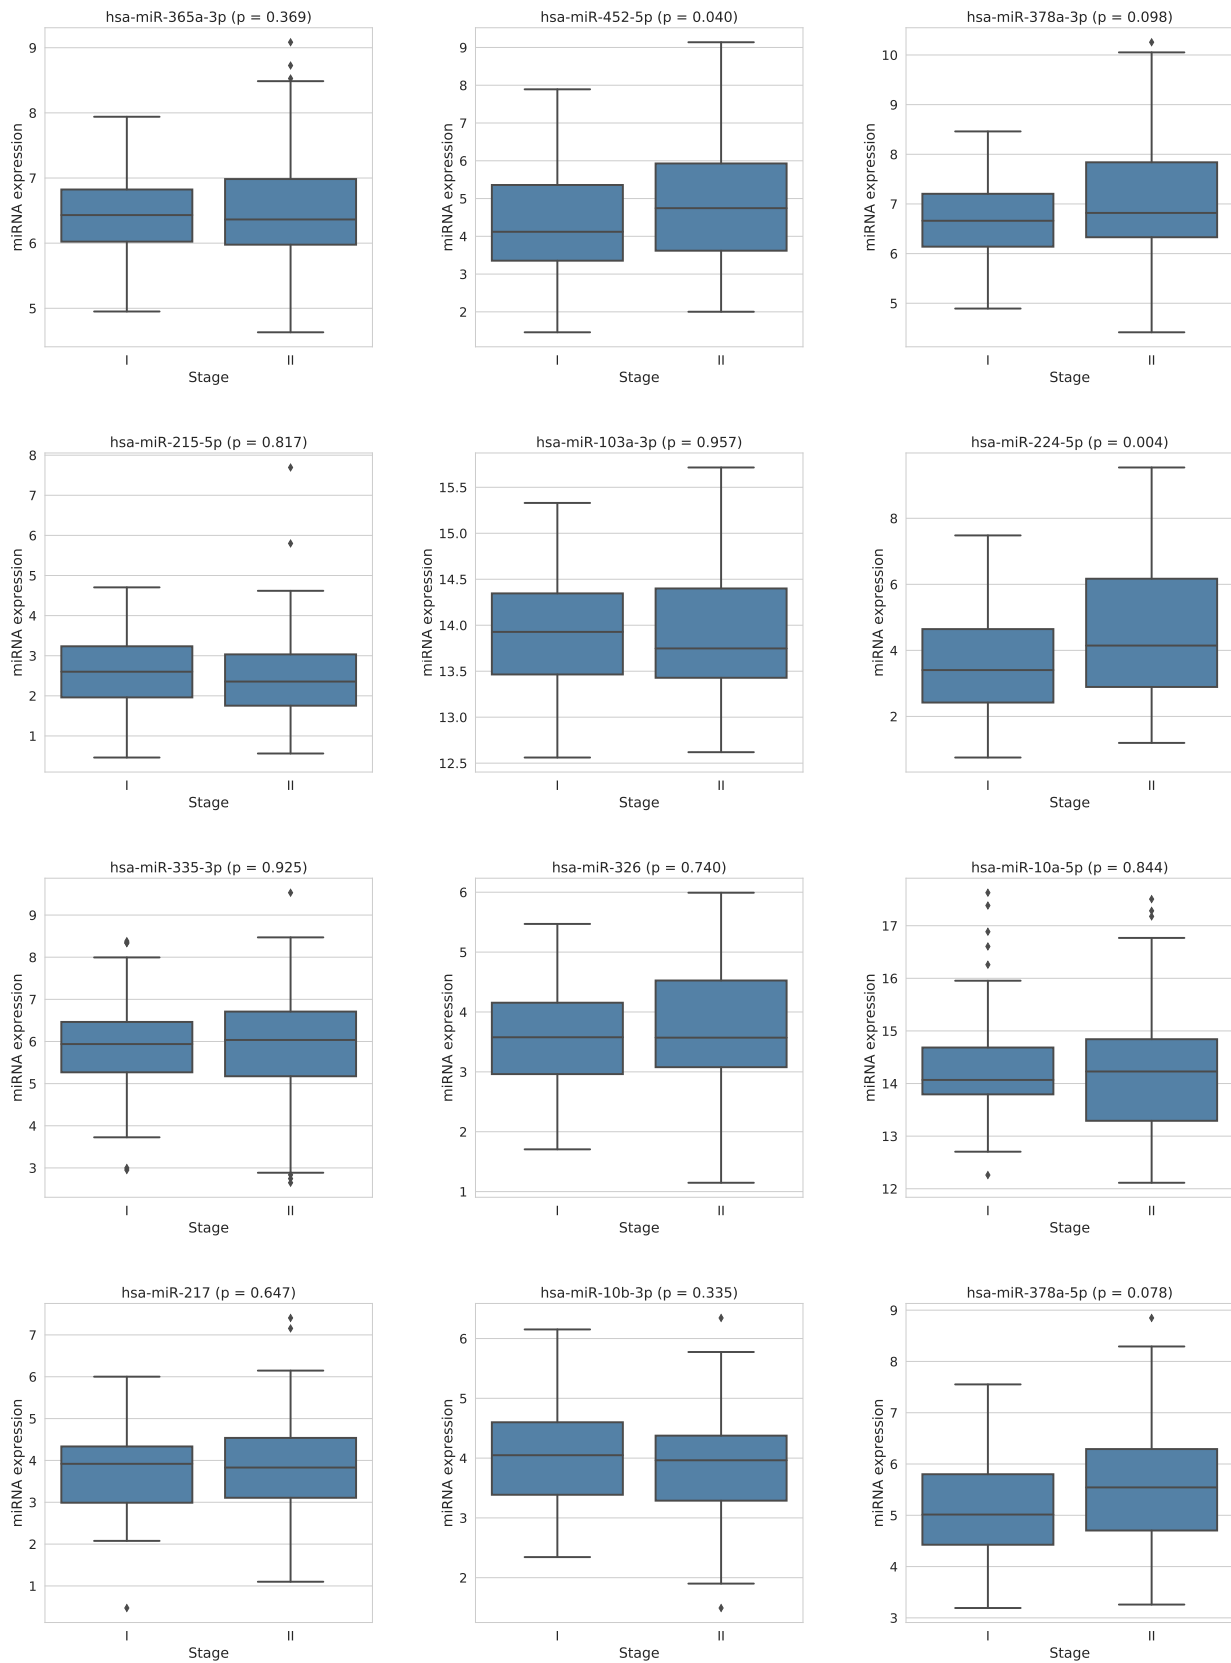 hsa-miR-365a-3p (p = 0.369)
9
8
7
6
5
miRNA expression
I
II
Stage
hsa-miR-452-5p (p = 0.040)
9
8
7
6
5
4
3
2
miRNA expression
I
II
Stage
hsa-miR-378a-3p (p = 0.098)
10
9
8
7
6
5
miRNA expression
I
II
Stage
hsa-miR-215-5p (p = 0.817)
8
7
6
5
4
3
2
1
miRNA expression
I
II
Stage
hsa-miR-103a-3p (p = 0.957)
15.5
15.0
14.5
14.0
13.5
13.0
12.5
miRNA expression
I
II
Stage
hsa-miR-224-5p (p = 0.004)
8
6
4
2
miRNA expression
I
II
Stage
hsa-miR-335-3p (p = 0.925)
9
8
7
6
5
4
3
miRNA expression
I
II
Stage
hsa-miR-326 (p = 0.740)
6
5
4
3
2
1
miRNA expression
I
II
Stage
hsa-miR-10a-5p (p = 0.844)
17
16
15
14
13
12
miRNA expression
I
II
Stage
hsa-miR-217 (p = 0.647)
7
6
5
4
3
2
1
miRNA expression
I
II
Stage
hsa-miR-10b-3p (p = 0.335)
6
5
4
3
2
miRNA expression
I
II
Stage
hsa-miR-378a-5p (p = 0.078)
9
8
7
6
5
4
3
miRNA expression
I
II
Stage